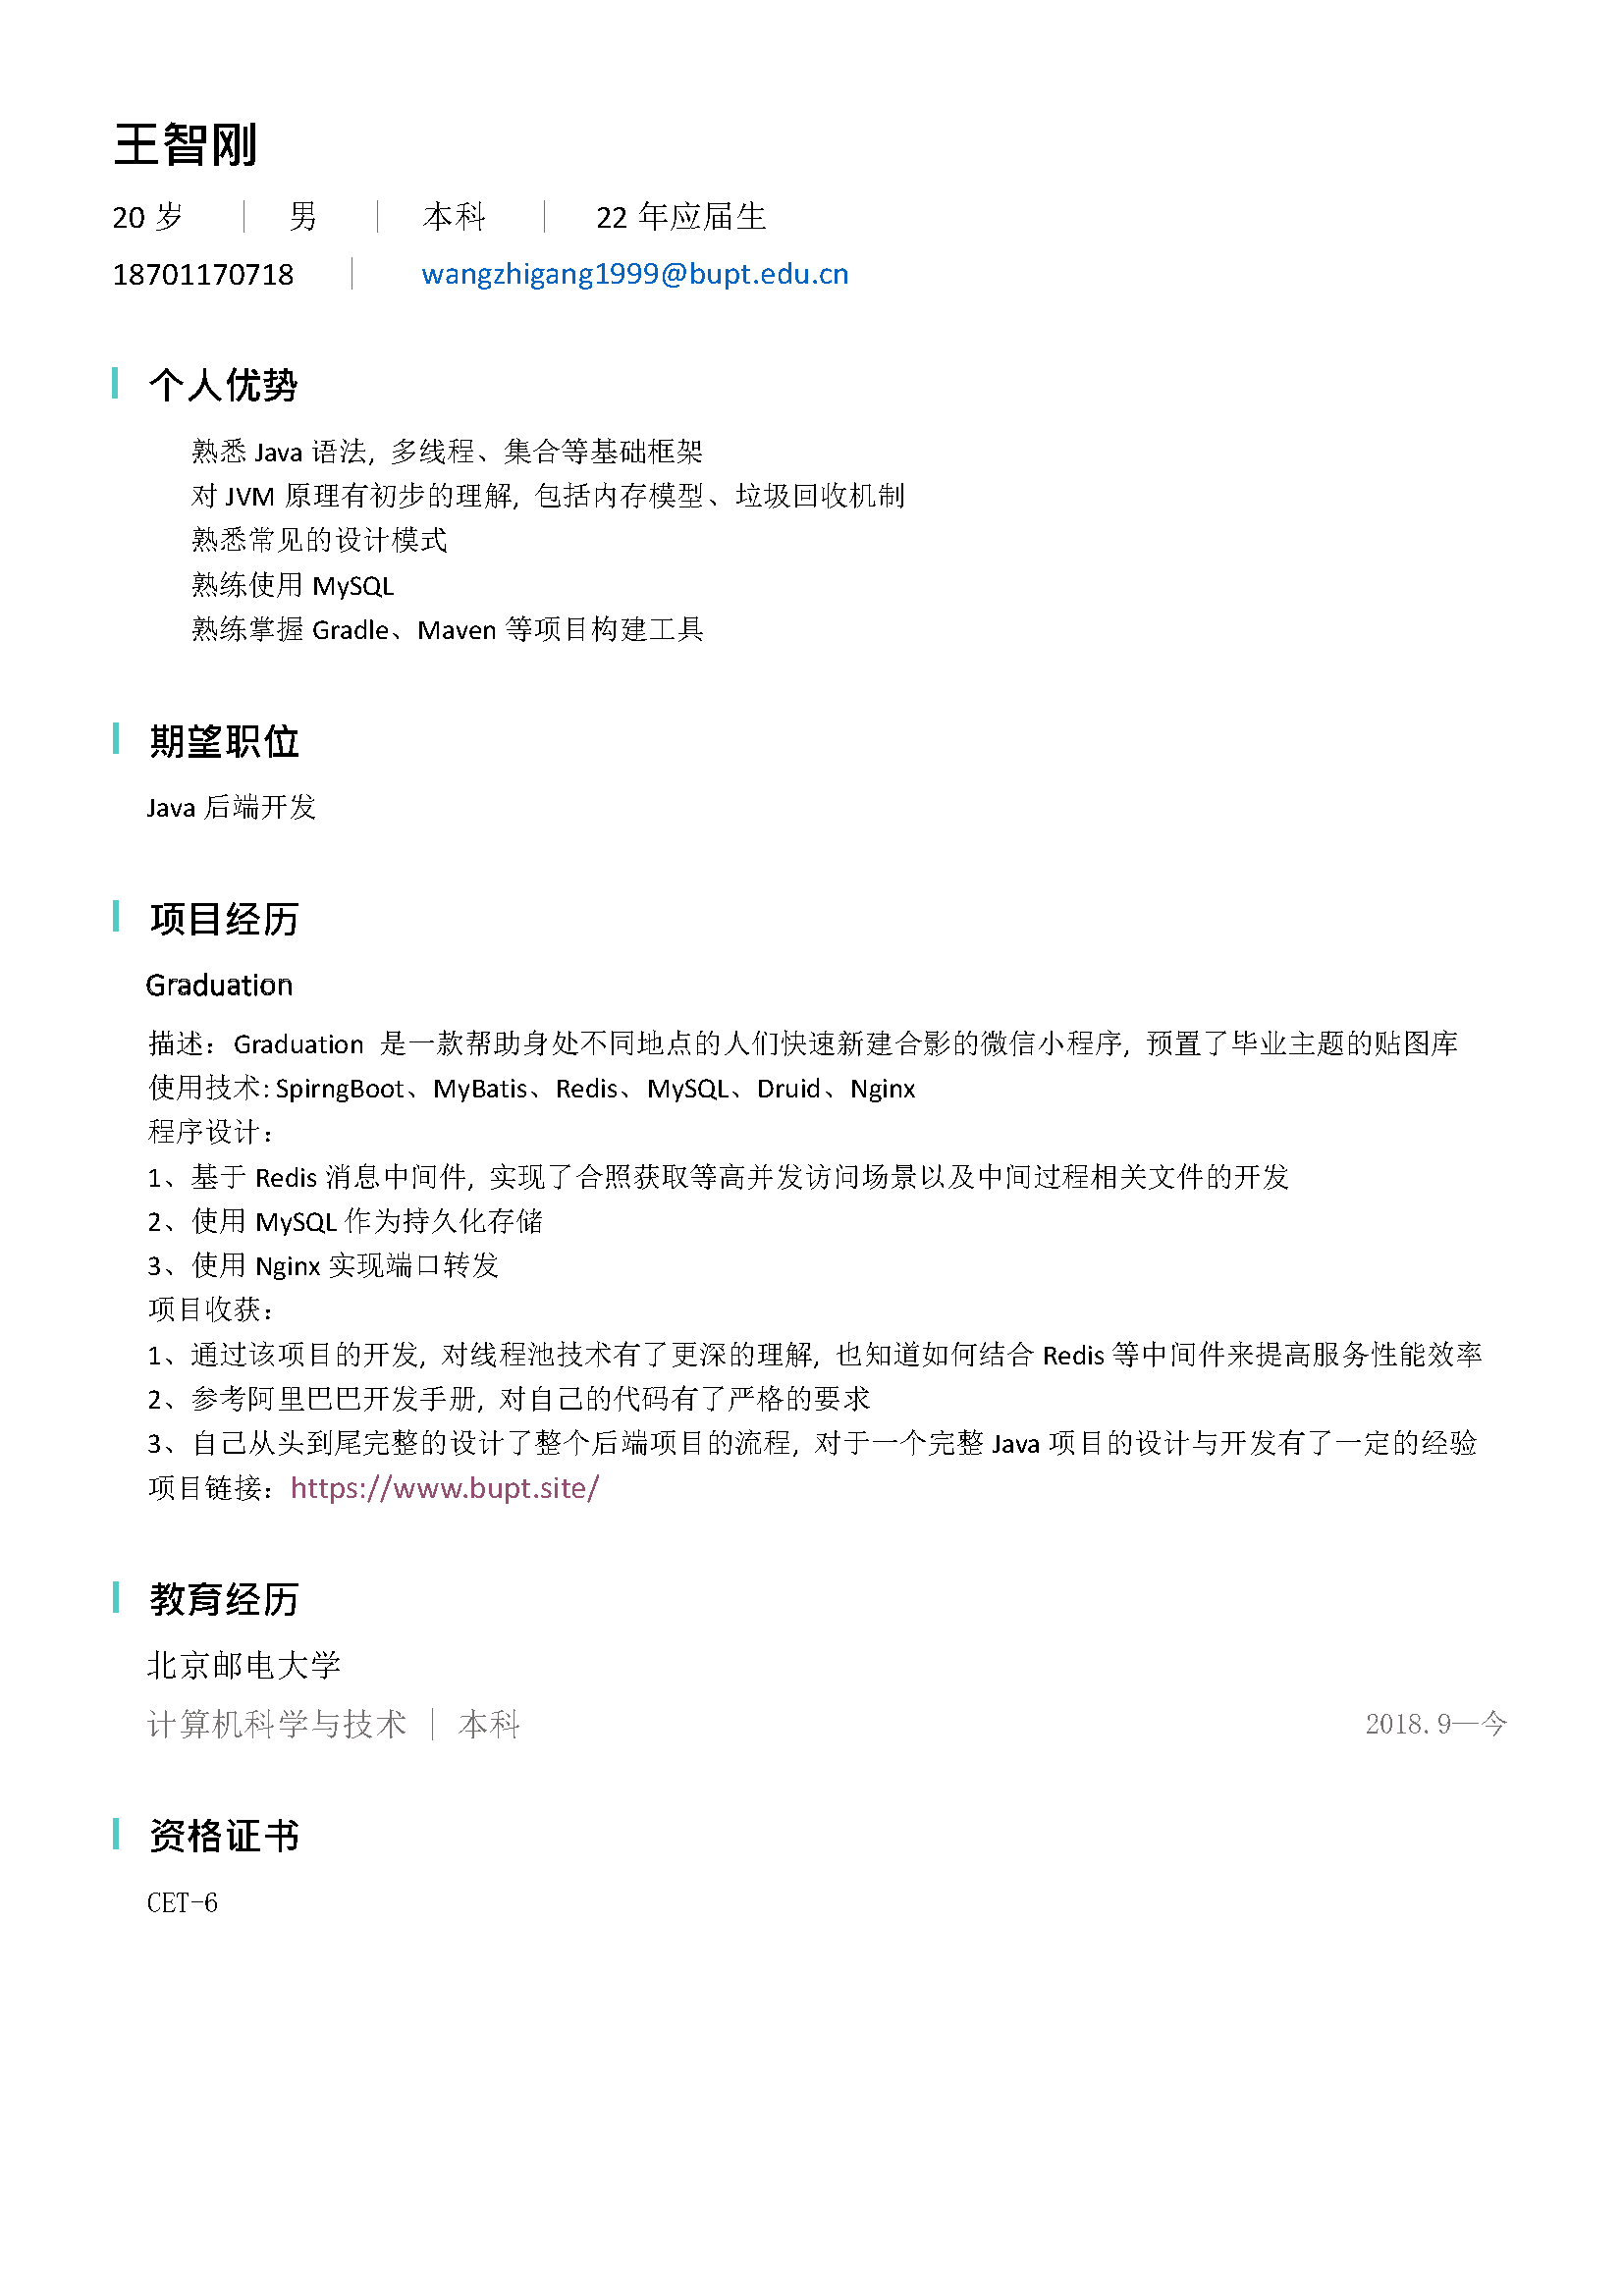 王智刚
20 岁 | 男 | 本科 | 22 年应届生
18701170718 | wangzhigang1999@bupt.edu.cn
个人优势
熟悉 Java 语法，多线程、集合等基础框架
对 JVM 原理有初步的理解，包括内存模型、垃圾回收机制
熟悉常见的设计模式
熟练使用 MySQL
熟练掌握 Gradle、Maven 等项目构建工具
期望职位
Java 后端开发
项目经历
Graduation
描述：Graduation 是一款帮助身处不同地点的人们快速新建合影的微信小程序，预置了毕业主题的贴图库
使用技术: SpirngBoot、MyBatis、Redis、MySQL、Druid、Nginx
程序设计：
1、基于 Redis 消息中间件，实现了合照获取等高并发访问场景以及中间过程相关文件的开发
2、使用 MySQL 作为持久化存储
3、使用 Nginx 实现端口转发
项目收获：
1、通过该项目的开发，对线程池技术有了更深的理解，也知道如何结合 Redis 等中间件来提高服务性能效率
2、参考阿里巴巴开发手册，对自己的代码有了严格的要求
3、自己从头到尾完整的设计了整个后端项目的流程，对于一个完整 Java 项目的设计与开发有了一定的经验
项目链接：https://www.bupt.site/
教育经历
北京邮电大学
计算机科学与技术 | 本科 2018.9—今
资格证书
CET-6